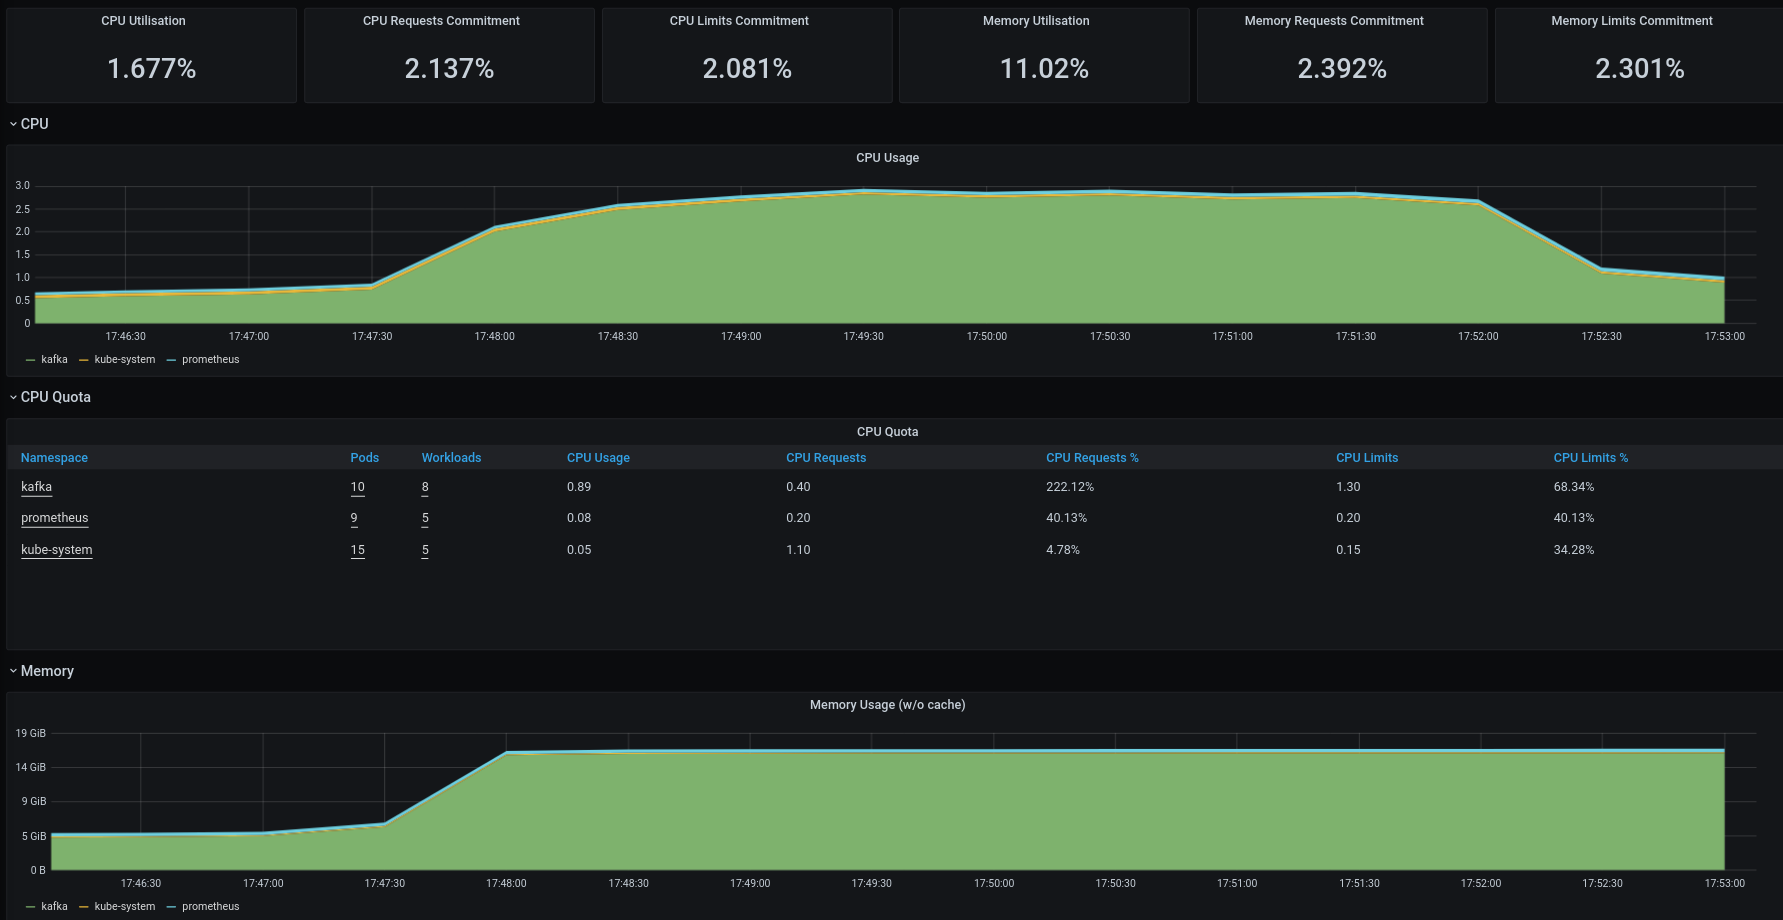 CPU Utilisation CPU Requests Commitment CPU Limits Commitment Memory Utilisation Memory Requests Commitment Memory Limits Commitment
1.677% 2.137% 2.081% 11.02% 2.392% 2.301%
CPU
CPU Usage
3.0
2.5
2.0
1.5
1.0
0.5
0
17:46:30 17:47:00 17:47:30 17:48:00 17:48:30 17:49:00 17:49:30 17:50:00 17:50:30 17:51:00 17:51:30 17:52:00 17:52:30 17:53:00
kafka kube-system prometheus
CPU Quota
CPU Quota
Namespace Pods Workloads CPU Usage CPU Requests CPU Requests % CPU Limits CPU Limits %
kafka 10 8 0.89 0.40 222.12% 1.30 68.34%
prometheus 9 5 0.08 0.20 40.13% 0.20 40.13%
kube-system 15 5 0.05 1.10 4.78% 0.15 34.28%
Memory
Memory Usage (w/o cache)
19 GiB
14 GiB
9 GiB
5 GiB
0 B
17:46:30 17:47:00 17:47:30 17:48:00 17:48:30 17:49:00 17:49:30 17:50:00 17:50:30 17:51:00 17:51:30 17:52:00 17:52:30 17:53:00
kafka kube-system prometheus